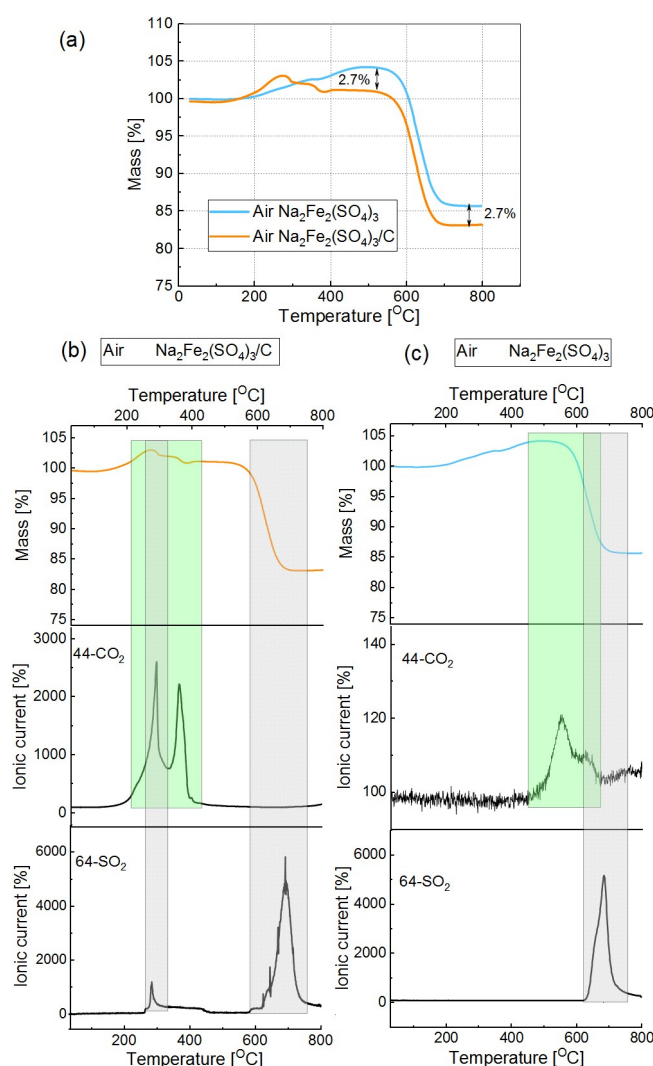 (a)
110
105
100
95
90
85
80
75
Mass [%]
2.7%
2.7%
Air Na₂Fe₂(SO₄)₃
Air Na₂Fe₂(SO₄)₃/C
0 200 400 600 800
Temperature [ᴼC]
(b) Air Na₂Fe₂(SO₄)₃/C
Temperature [ᴼC]
200 400 600 800
105
100
95
90
85
80
75
Mass [%]
3000
2000
1000
0
Ionic current [%]
44-CO₂
6000
4000
2000
0
Ionic current [%]
64-SO₂
200 400 600 800
Temperature [ᴼC]
(c) Air Na₂Fe₂(SO₄)₃
Temperature [ᴼC]
200 400 600 800
105
100
95
90
85
80
75
Mass [%]
140
120
100
Ionic current [%]
44-CO₂
6000
4000
2000
0
Ionic current [%]
64-SO₂
200 400 600 800
Temperature [ᴼC]